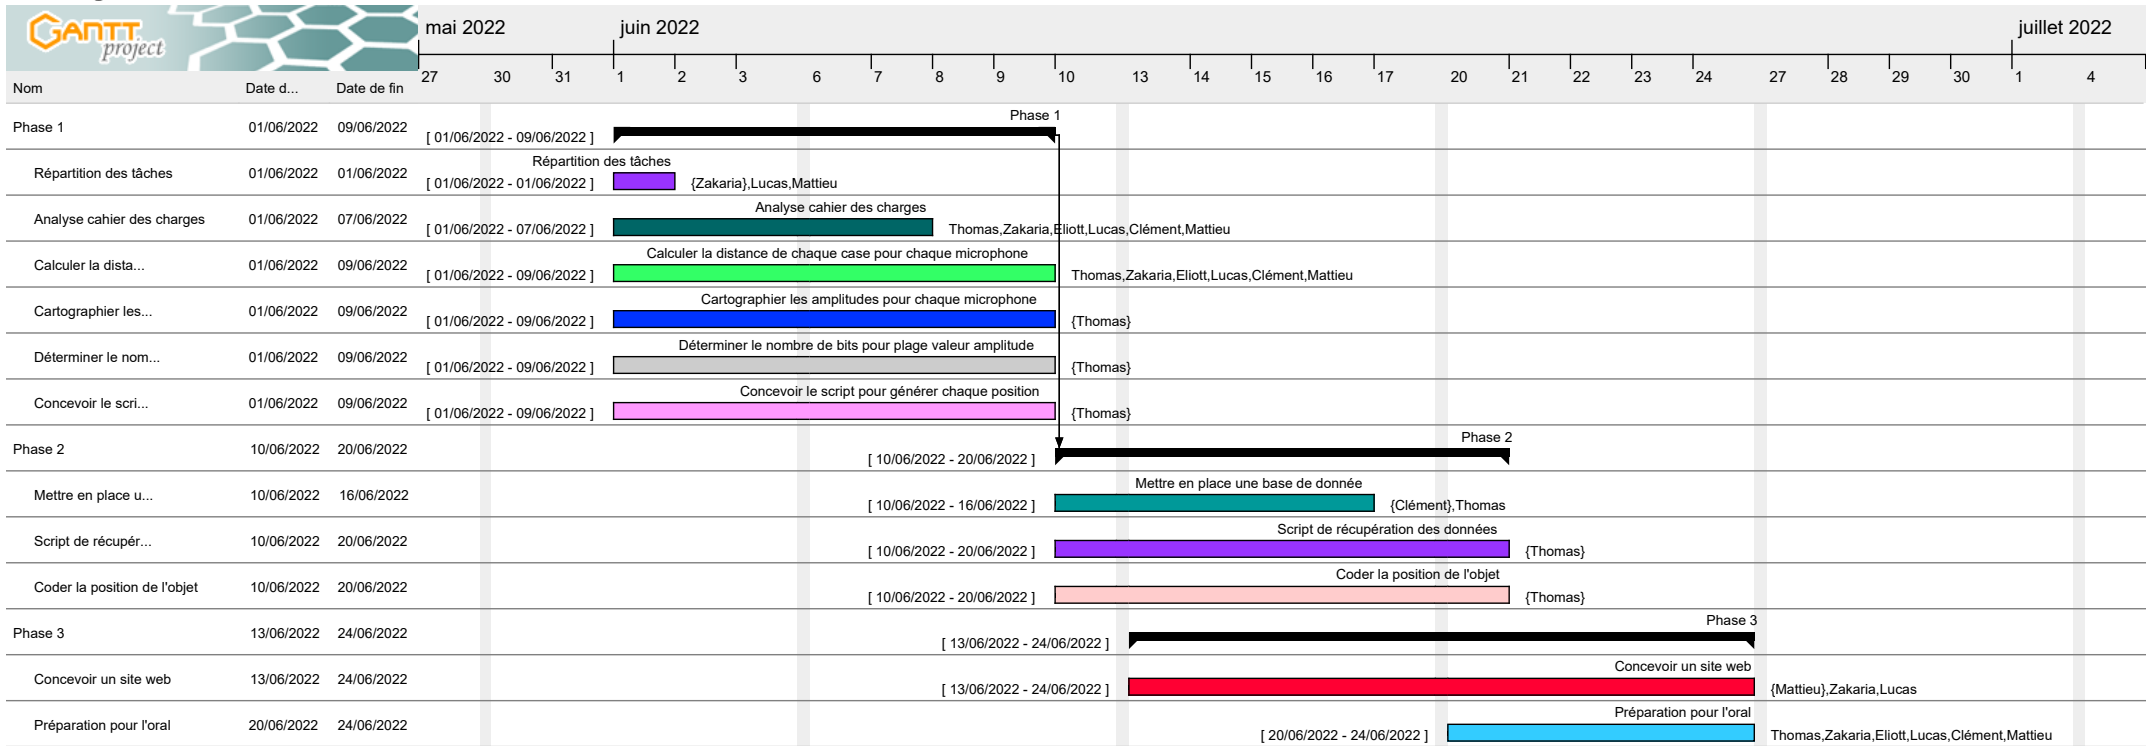 GANTT
project
mai 2022
juin 2022
juillet 2022
27 30 31 1 2 3 6 7 8 9 10 13 14 15 16 17 20 21 22 23 24 27 28 29 30 1 4
Nom Date d... Date de fin
Phase 1 01/06/2022 09/06/2022 [ 01/06/2022 - 09/06/2022 ] Phase 1
Répartition des tâches
Répartition des tâches 01/06/2022 01/06/2022 [ 01/06/2022 - 01/06/2022 ] {Zakaria},Lucas,Mattieu
Analyse cahier des charges
Analyse cahier des charges 01/06/2022 07/06/2022 [ 01/06/2022 - 07/06/2022 ] Thomas,Zakaria,Eliott,Lucas,Clément,Mattieu
Calculer la distance de chaque case pour chaque microphone
Calculer la dista... 01/06/2022 09/06/2022 [ 01/06/2022 - 09/06/2022 ] Thomas,Zakaria,Eliott,Lucas,Clément,Mattieu
Cartographier les amplitudes pour chaque microphone
Cartographier les... 01/06/2022 09/06/2022 [ 01/06/2022 - 09/06/2022 ] {Thomas}
Déterminer le nombre de bits pour plage valeur amplitude
Déterminer le nom... 01/06/2022 09/06/2022 [ 01/06/2022 - 09/06/2022 ] {Thomas}
Concevoir le script pour générer chaque position
Concevoir le scri... 01/06/2022 09/06/2022 [ 01/06/2022 - 09/06/2022 ] {Thomas}
Phase 2
Phase 2 10/06/2022 20/06/2022 [ 10/06/2022 - 20/06/2022 ]
Mettre en place une base de donnée
Mettre en place u... 10/06/2022 16/06/2022 [ 10/06/2022 - 16/06/2022 ] {Clément},Thomas
Script de récupération des données
Script de récupér... 10/06/2022 20/06/2022 [ 10/06/2022 - 20/06/2022 ] {Thomas}
Coder la position de l'objet
Coder la position de l'objet 10/06/2022 20/06/2022 [ 10/06/2022 - 20/06/2022 ] {Thomas}
Phase 3
Phase 3 13/06/2022 24/06/2022 [ 13/06/2022 - 24/06/2022 ]
Concevoir un site web
Concevoir un site web 13/06/2022 24/06/2022 [ 13/06/2022 - 24/06/2022 ] {Mattieu},Zakaria,Lucas
Préparation pour l'oral
Préparation pour l'oral 20/06/2022 24/06/2022 [ 20/06/2022 - 24/06/2022 ] Thomas,Zakaria,Eliott,Lucas,Clément,Mattieu